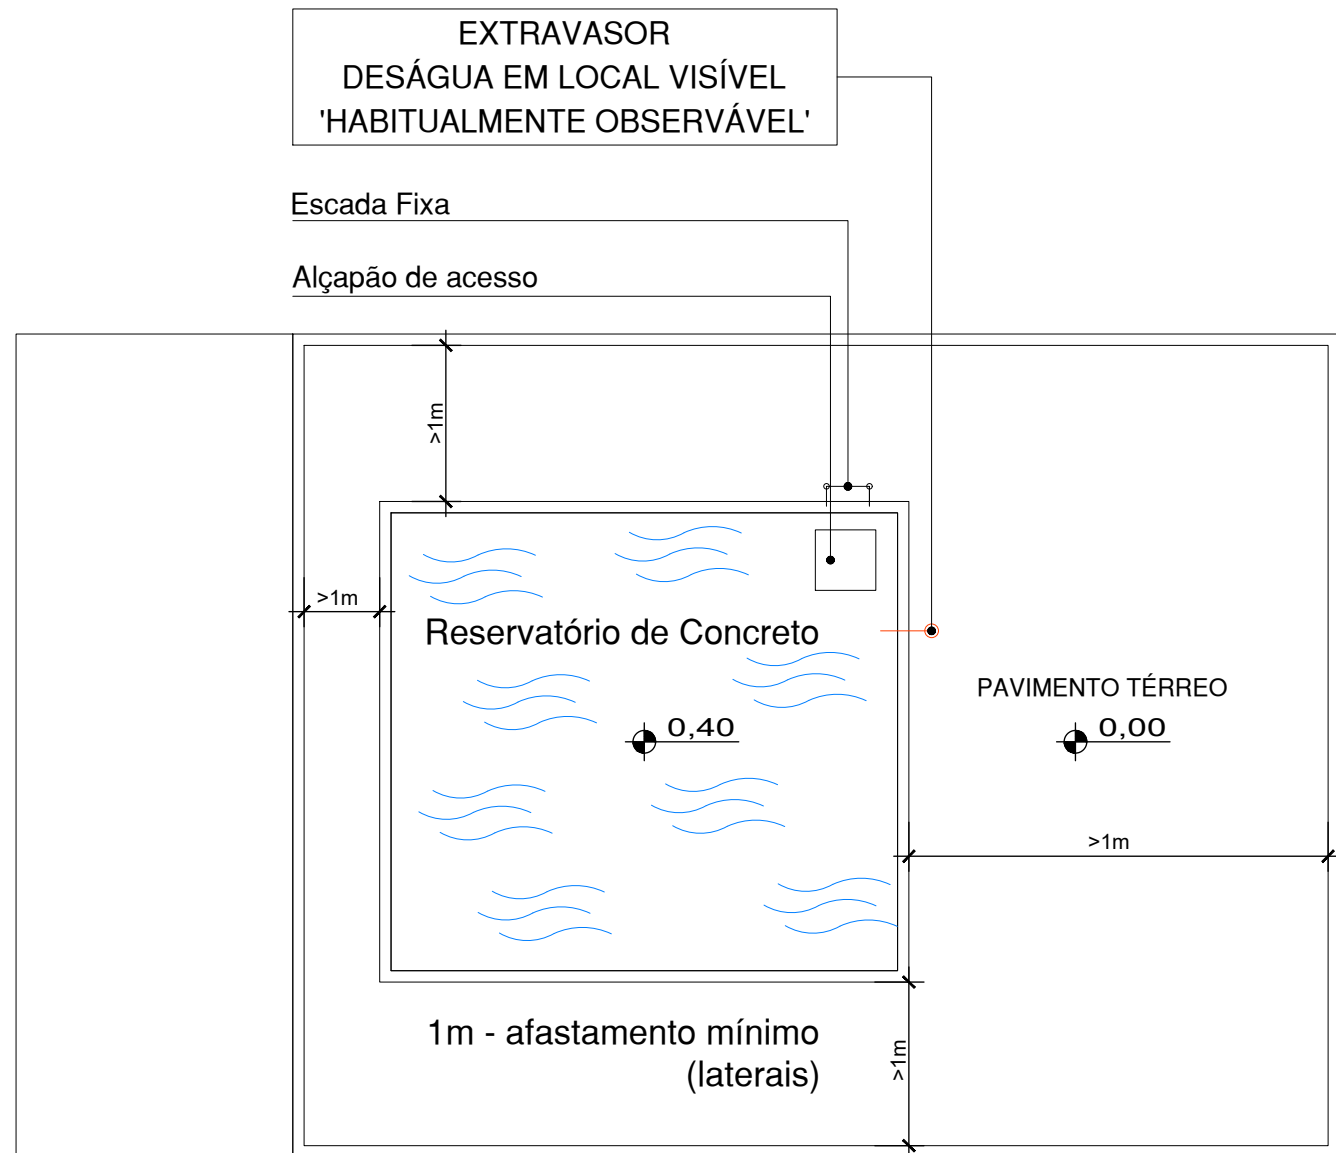 EXTRAVASOR
DESÁGUA EM LOCAL VISÍVEL
'HABITUALMENTE OBSERVÁVEL'
Escada Fixa
Alçapão de acesso
>1m
>1m
Reservatório de Concreto
PAVIMENTO TÉRREO
0,40
0,00
>1m
1m - afastamento mínimo
(laterais)
>1m